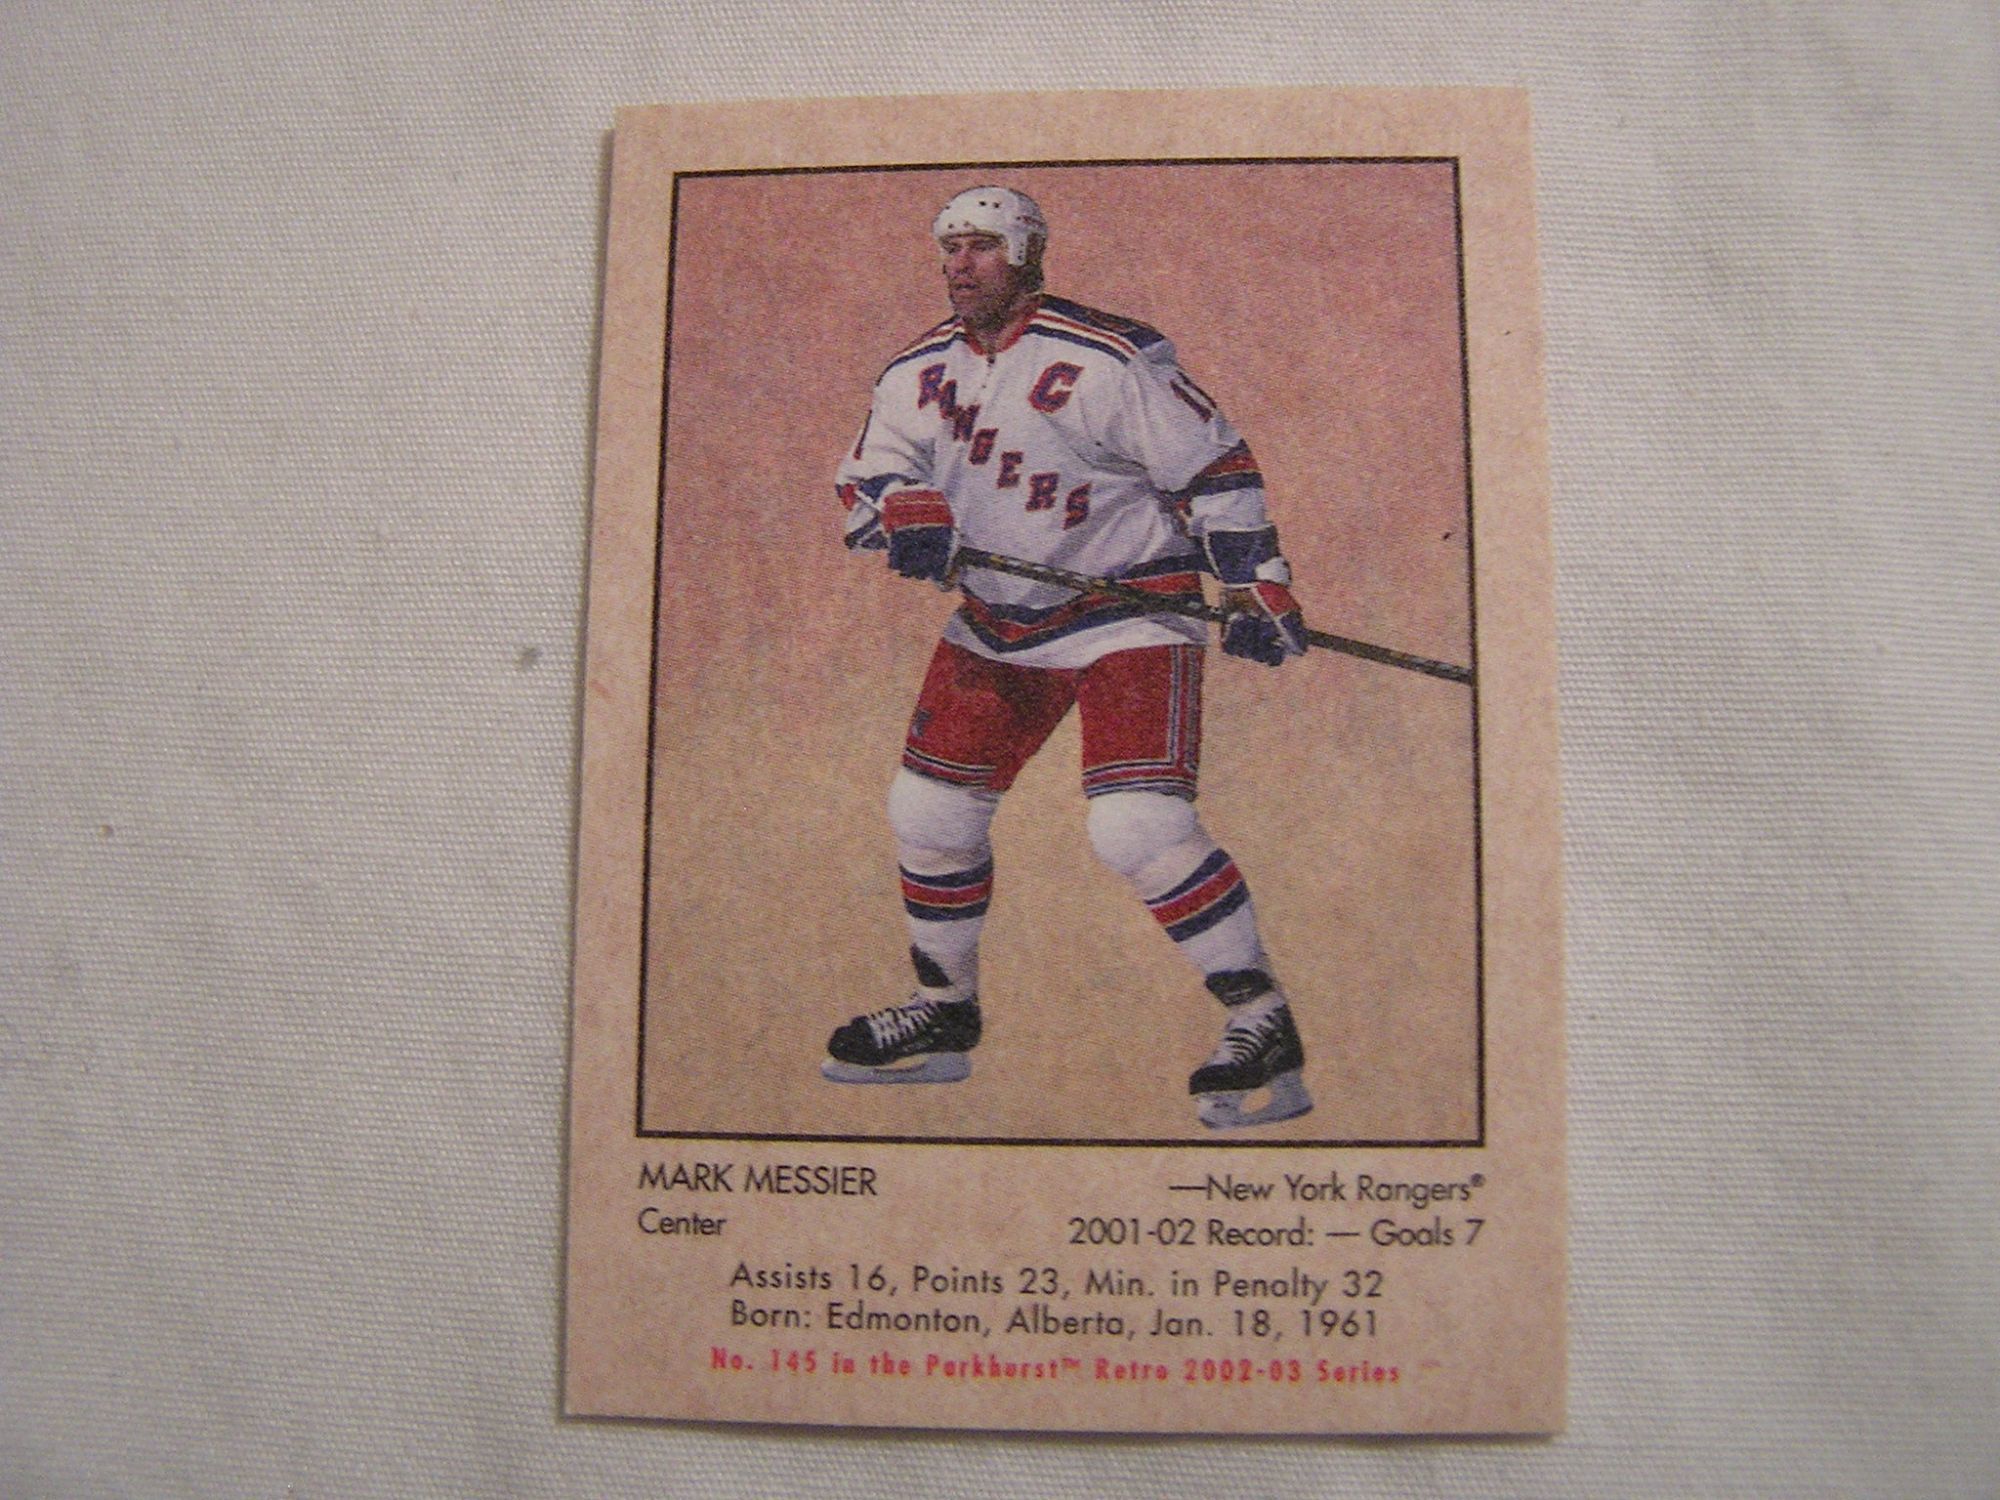 RANGERS
C
11
MARK MESSIER —New York Rangers®
Center 2001-02 Record: — Goals 7
Assists 16, Points 23, Min. in Penalty 32
Born: Edmonton, Alberta, Jan. 18, 1961
No. 145 in the Parkhurst™ Retro 2002-03 Series